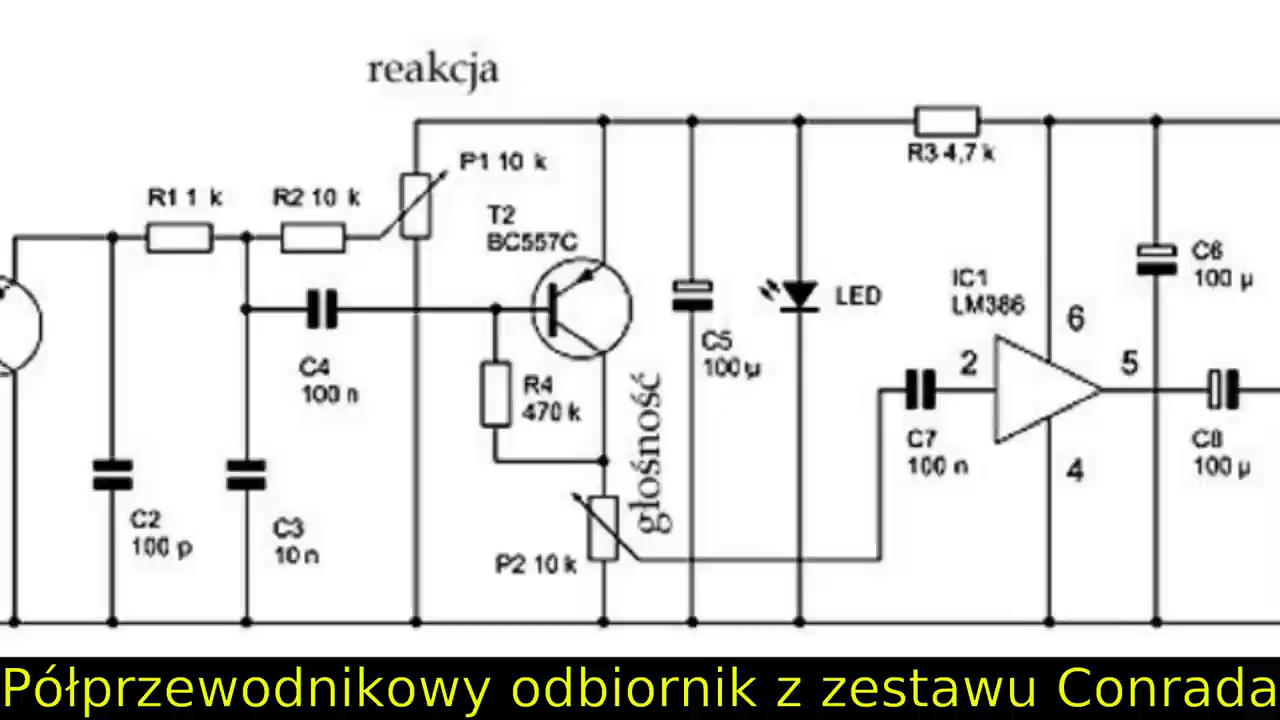 reakcja
P1 10 k
R3 4,7 k
R1 1 k
R2 10 k
T2
BC557C
C6
100 µ
IC1
LM386
LED
6
C5
100 µ
2
5
C4
100 n
R4
470 k
głośność
C7
100 n
C8
100 µ
4
C2
100 p
C3
10 n
P2 10 k
Półprzewodnikowy odbiornik z zestawu Conrada